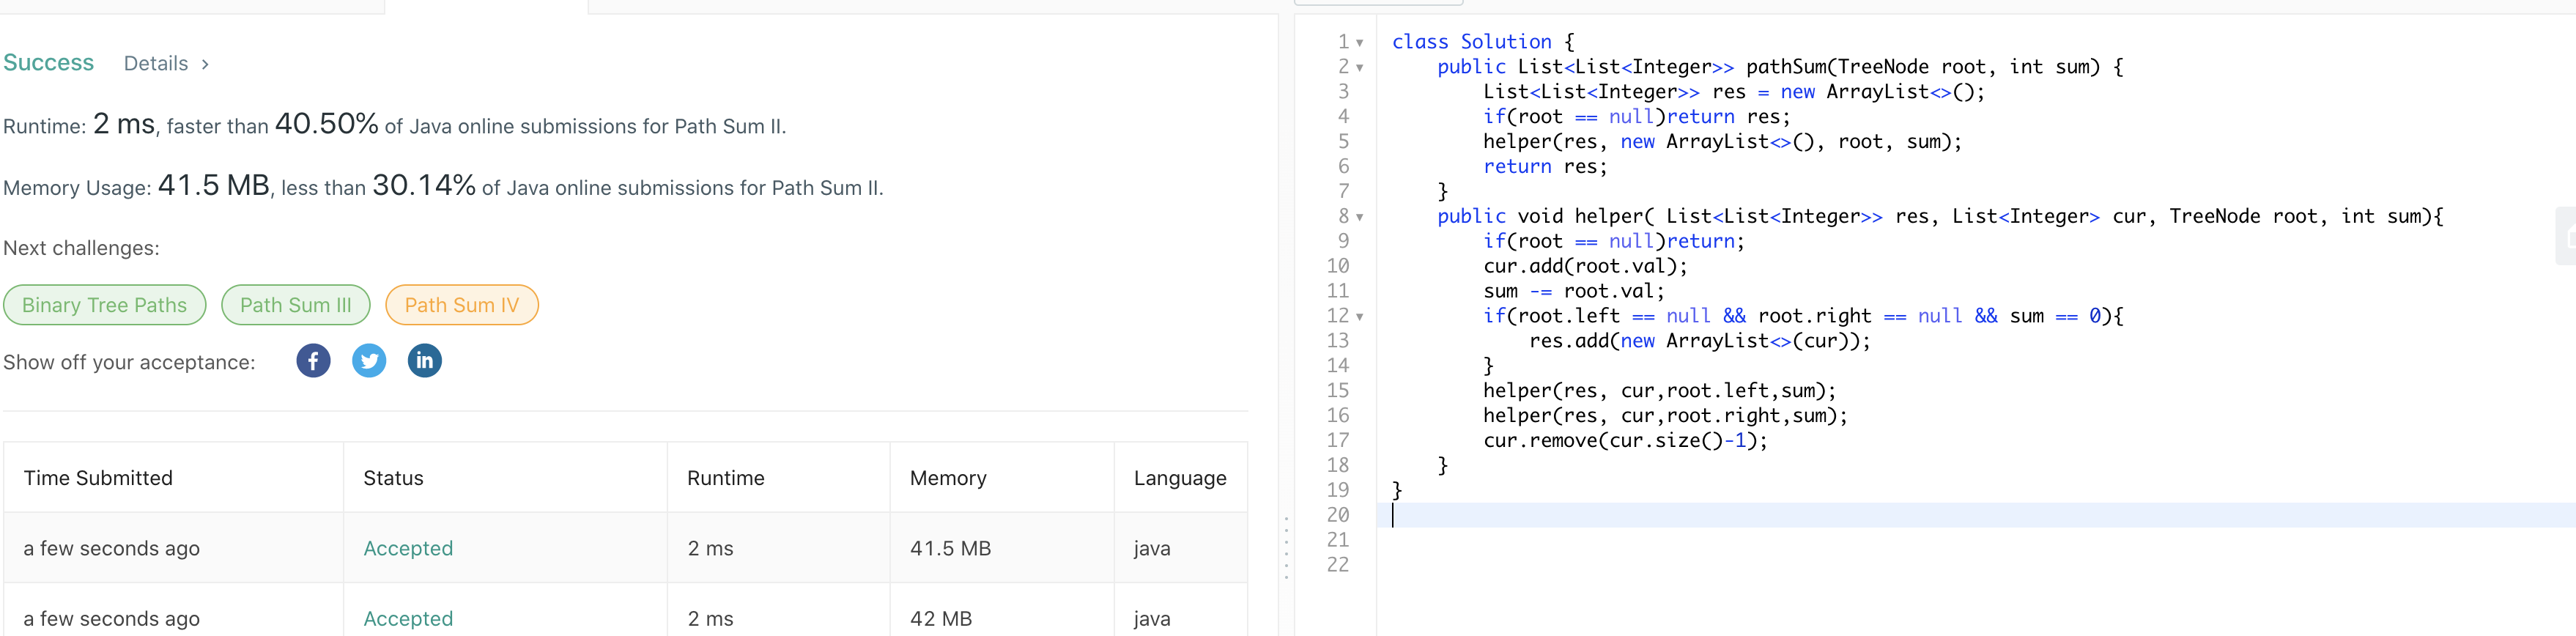 Success Details >
Runtime: 2 ms, faster than 40.50% of Java online submissions for Path Sum II.
Memory Usage: 41.5 MB, less than 30.14% of Java online submissions for Path Sum II.
Next challenges:
Binary Tree Paths Path Sum III Path Sum IV
Show off your acceptance: f in
Time Submitted Status Runtime Memory Language
a few seconds ago Accepted 2 ms 41.5 MB java
a few seconds ago Accepted 2 ms 42 MB java
1 class Solution {
2     public List<List<Integer>> pathSum(TreeNode root, int sum) {
3         List<List<Integer>> res = new ArrayList<>();
4         if(root == null)return res;
5         helper(res, new ArrayList<>(), root, sum);
6         return res;
7     }
8     public void helper( List<List<Integer>> res, List<Integer> cur, TreeNode root, int sum){
9         if(root == null)return;
10         cur.add(root.val);
11         sum -= root.val;
12         if(root.left == null && root.right == null && sum == 0){
13             res.add(new ArrayList<>(cur));
14         }
15         helper(res, cur,root.left,sum);
16         helper(res, cur,root.right,sum);
17         cur.remove(cur.size()-1);
18     }
19 }
20
21
22